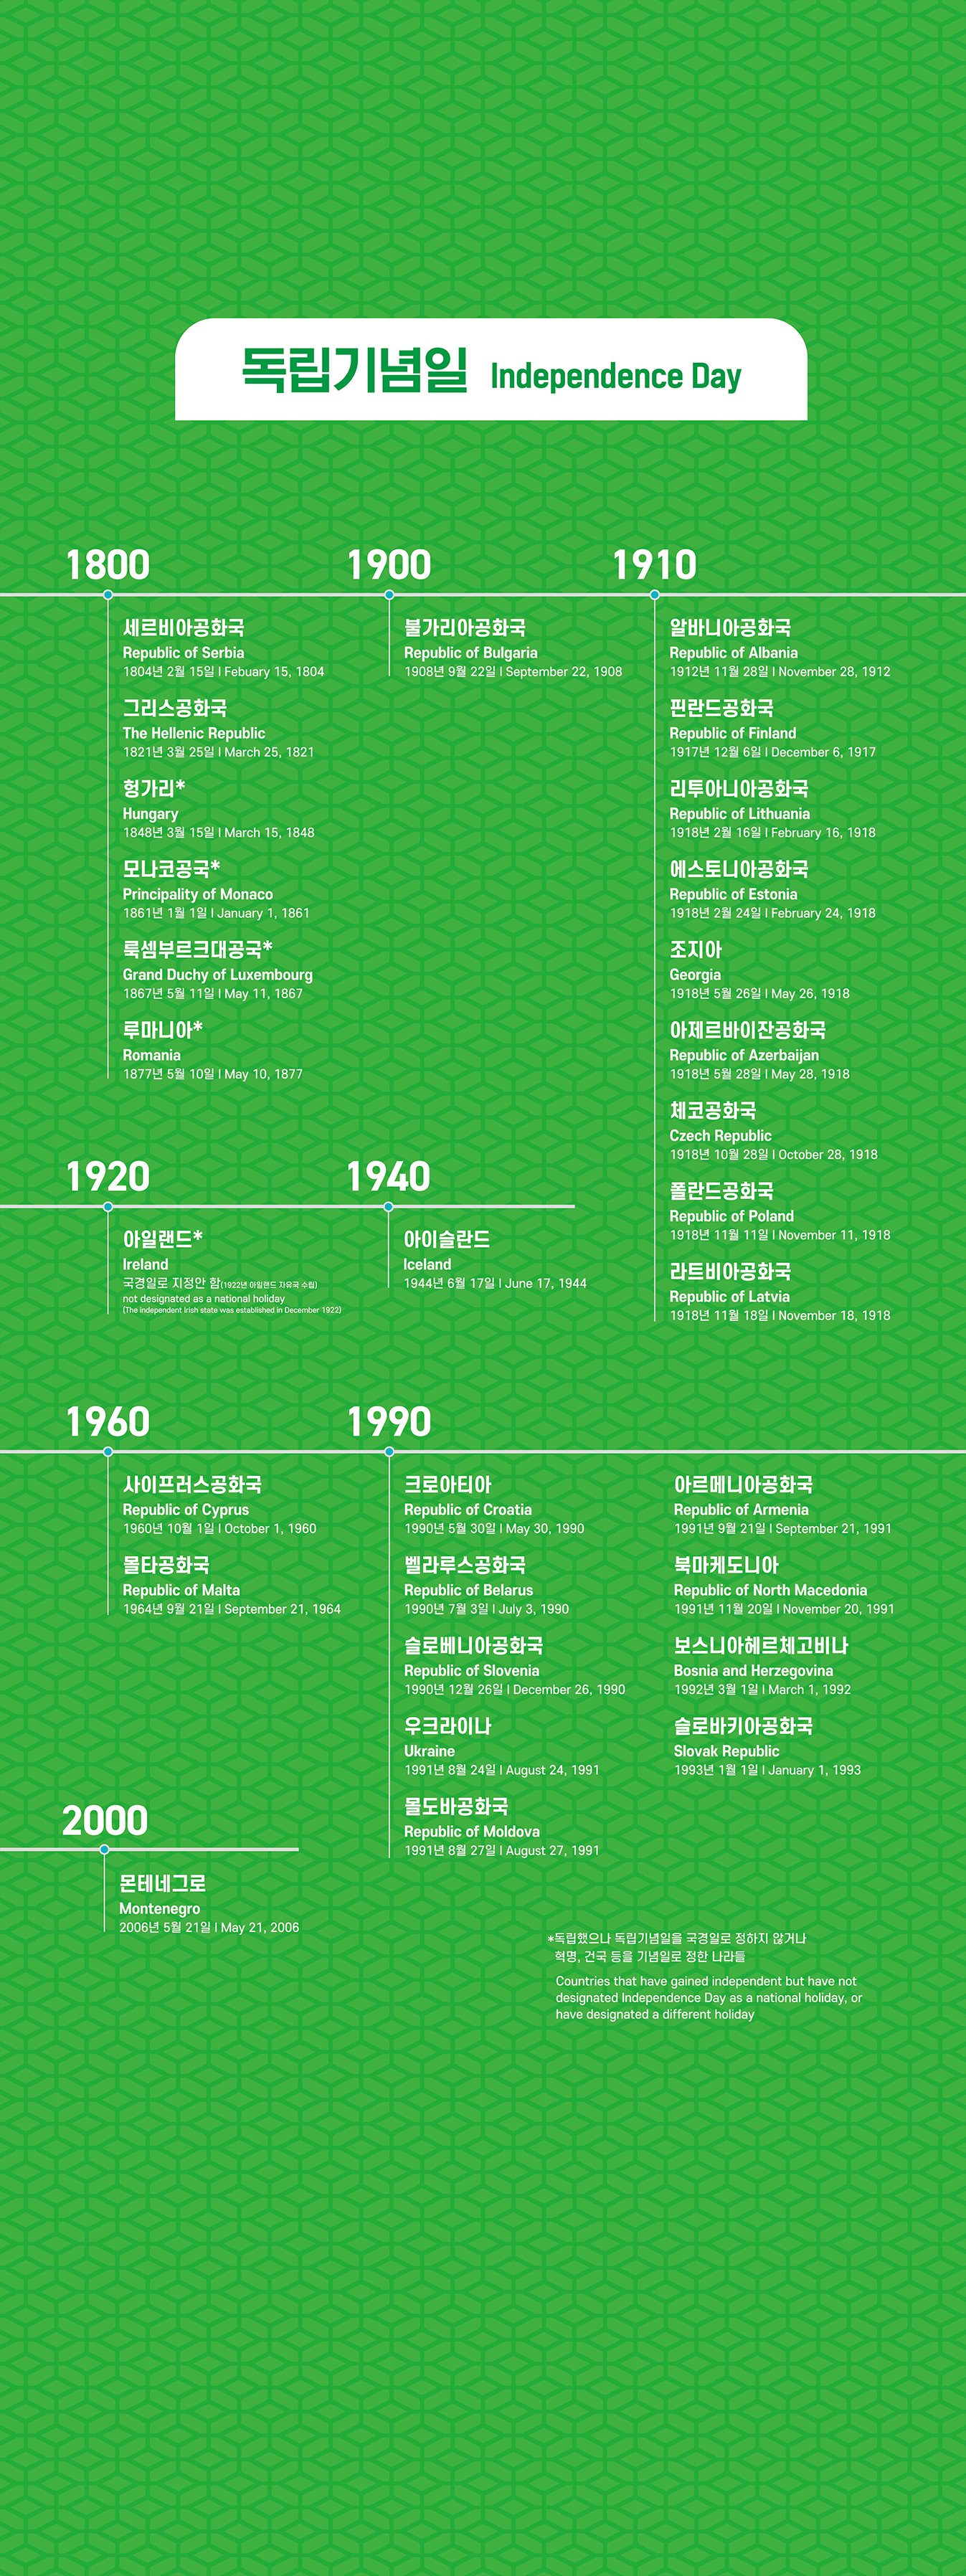 독립기념일 Independence Day
1800
세르비아공화국
Republic of Serbia
1804년 2월 15일 I Febuary 15, 1804
그리스공화국
The Hellenic Republic
1821년 3월 25일 I March 25, 1821
헝가리*
Hungary
1848년 3월 15일 I March 15, 1848
모나코공국*
Principality of Monaco
1861년 1월 1일 I January 1, 1861
룩셈부르크대공국*
Grand Duchy of Luxembourg
1867년 5월 11일 I May 11, 1867
루마니아*
Romania
1877년 5월 10일 I May 10, 1877
1900
불가리아공화국
Republic of Bulgaria
1908년 9월 22일 I September 22, 1908
1910
알바니아공화국
Republic of Albania
1912년 11월 28일 I November 28, 1912
핀란드공화국
Republic of Finland
1917년 12월 6일 I December 6, 1917
리투아니아공화국
Republic of Lithuania
1918년 2월 16일 I February 16, 1918
에스토니아공화국
Republic of Estonia
1918년 2월 24일 I February 24, 1918
조지아
Georgia
1918년 5월 26일 I May 26, 1918
아제르바이잔공화국
Republic of Azerbaijan
1918년 5월 28일 I May 28, 1918
체코공화국
Czech Republic
1918년 10월 28일 I October 28, 1918
폴란드공화국
Republic of Poland
1918년 11월 11일 I November 11, 1918
라트비아공화국
Republic of Latvia
1918년 11월 18일 I November 18, 1918
1920
아일랜드*
Ireland
국경일로 지정안 함(1922년 아일랜드 자유국 수립)
not designated as a national holiday
(The independent Irish state was established in December 1922)
1940
아이슬란드
Iceland
1944년 6월 17일 I June 17, 1944
1960
사이프러스공화국
Republic of Cyprus
1960년 10월 1일 I October 1, 1960
몰타공화국
Republic of Malta
1964년 9월 21일 I September 21, 1964
1990
크로아티아
Republic of Croatia
1990년 5월 30일 I May 30, 1990
벨라루스공화국
Republic of Belarus
1990년 7월 3일 I July 3, 1990
슬로베니아공화국
Republic of Slovenia
1990년 12월 26일 I December 26, 1990
우크라이나
Ukraine
1991년 8월 24일 I August 24, 1991
몰도바공화국
Republic of Moldova
1991년 8월 27일 I August 27, 1991
아르메니아공화국
Republic of Armenia
1991년 9월 21일 I September 21, 1991
북마케도니아
Republic of North Macedonia
1991년 11월 20일 I November 20, 1991
보스니아헤르체고비나
Bosnia and Herzegovina
1992년 3월 1일 I March 1, 1992
슬로바키아공화국
Slovak Republic
1993년 1월 1일 I January 1, 1993
2000
몬테네그로
Montenegro
2006년 5월 21일 I May 21, 2006
*독립했으나 독립기념일을 국경일로 정하지 않거나
혁명, 건국 등을 기념일로 정한 나라들
Countries that have gained independent but have not
designated Independence Day as a national holiday, or
have designated a different holiday